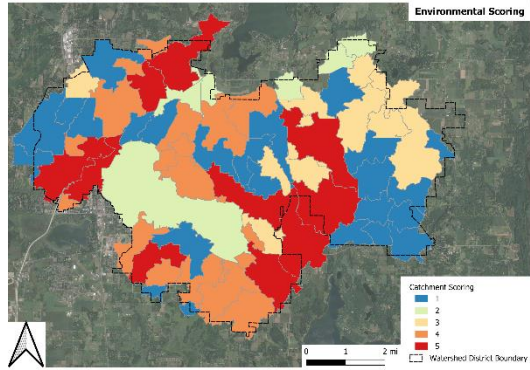 Environmental Scoring
Catchment Scoring
1
2
3
4
5
Watershed District Boundary
0 1 2 mi